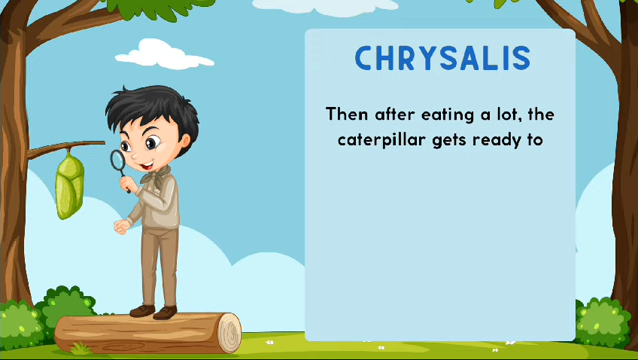 CHRYSALIS
Then after eating a lot, the
caterpillar gets ready to